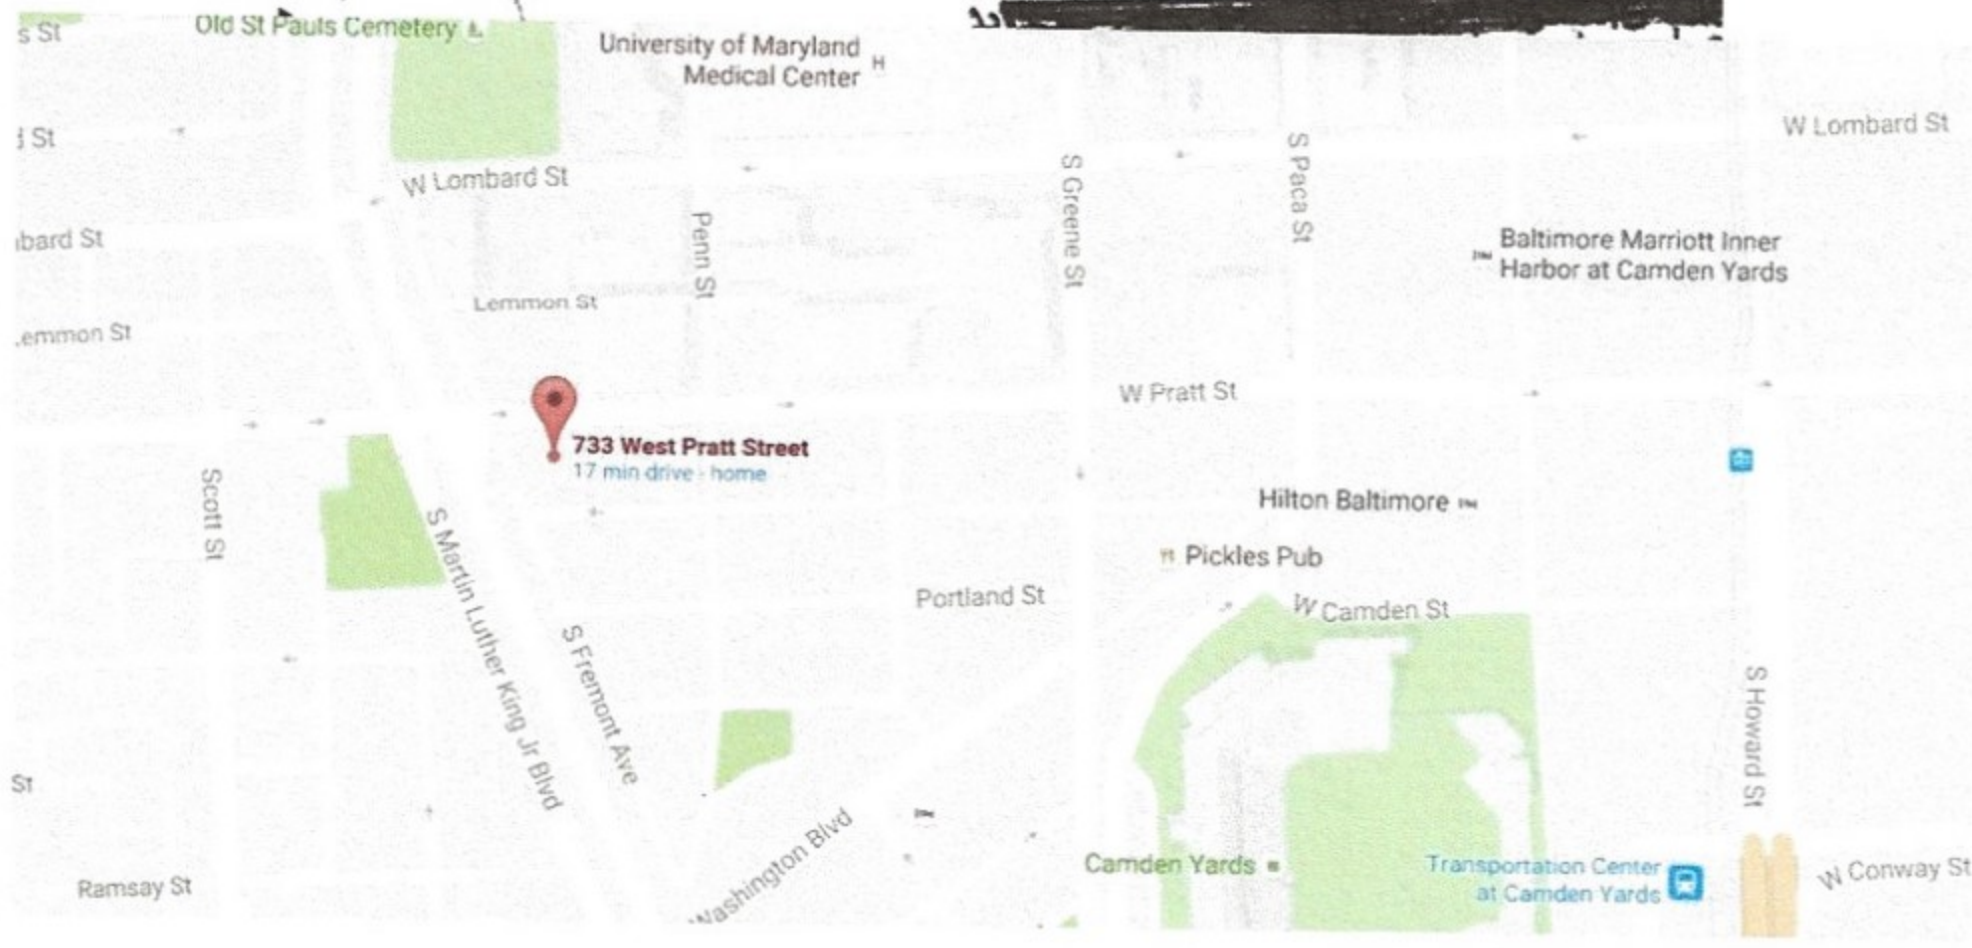 s St
Old St Pauls Cemetery
University of Maryland
Medical Center
H
St
W Lombard St
W Lombard St
S Greene St
S Paca St
bard St
Penn St
Baltimore Marriott Inner
Harbor at Camden Yards
Lemmon St
emmon St
W Pratt St
733 West Pratt Street
17 min drive - home
Scott St
Hilton Baltimore
S Martin Luther King Jr Blvd
Pickles Pub
Portland St
W Camden St
S Fremont Ave
S Howard St
St
Washington Blvd
Camden Yards
Transportation Center
at Camden Yards
W Conway St
Ramsay St